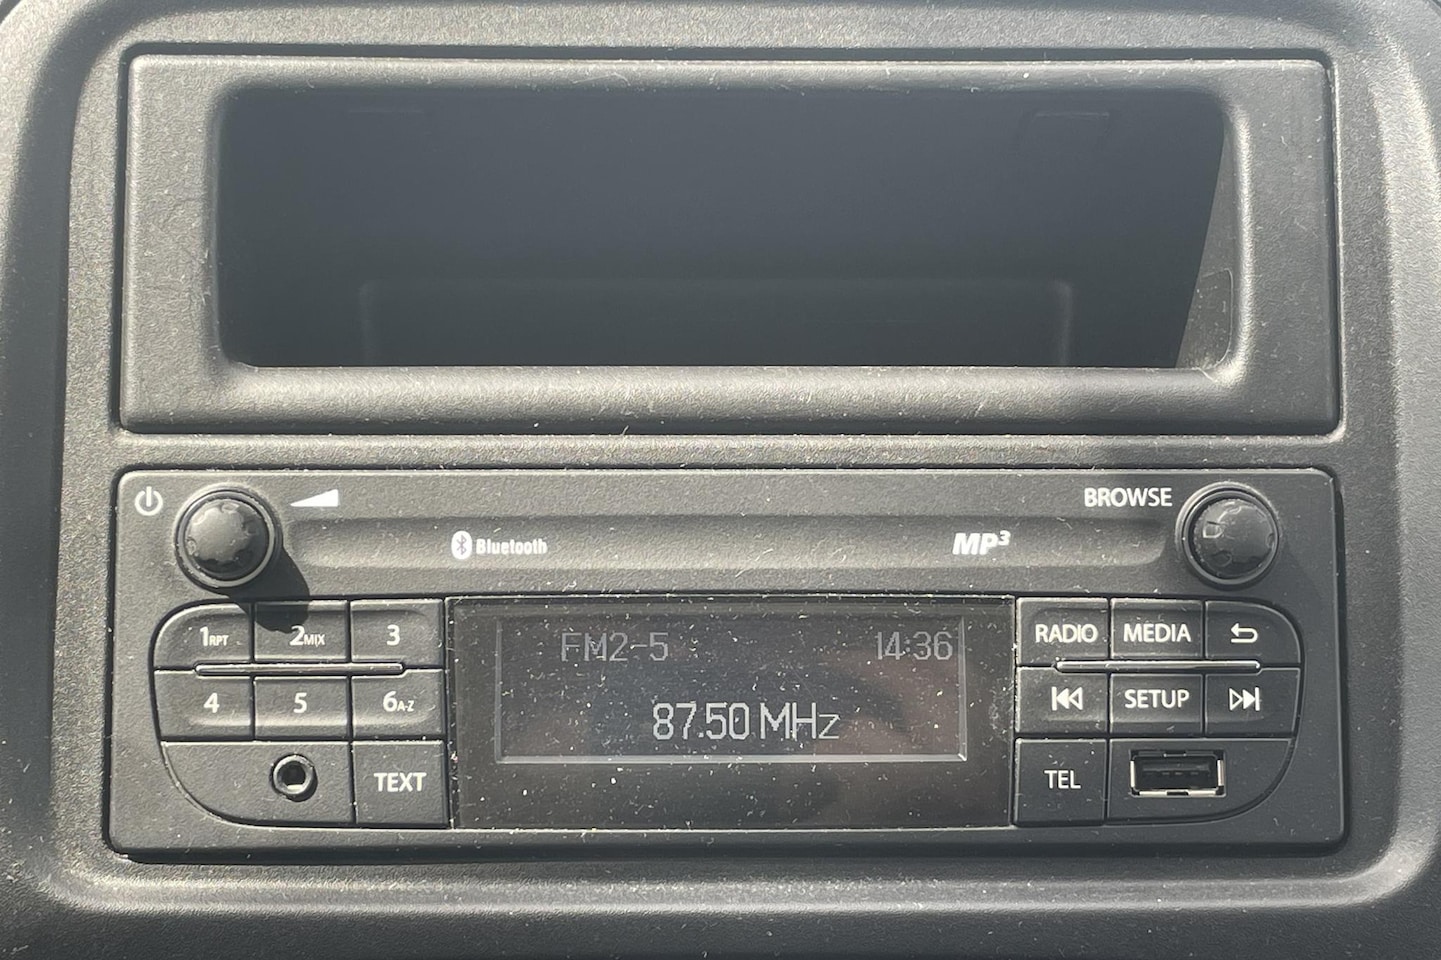 BROWSE
Bluetooth MP3
1RPT 2MIX 3 FM2-5 14:36 RADIO MEDIA
4 5 6A-Z 87.50 MHz SETUP
TEXT TEL